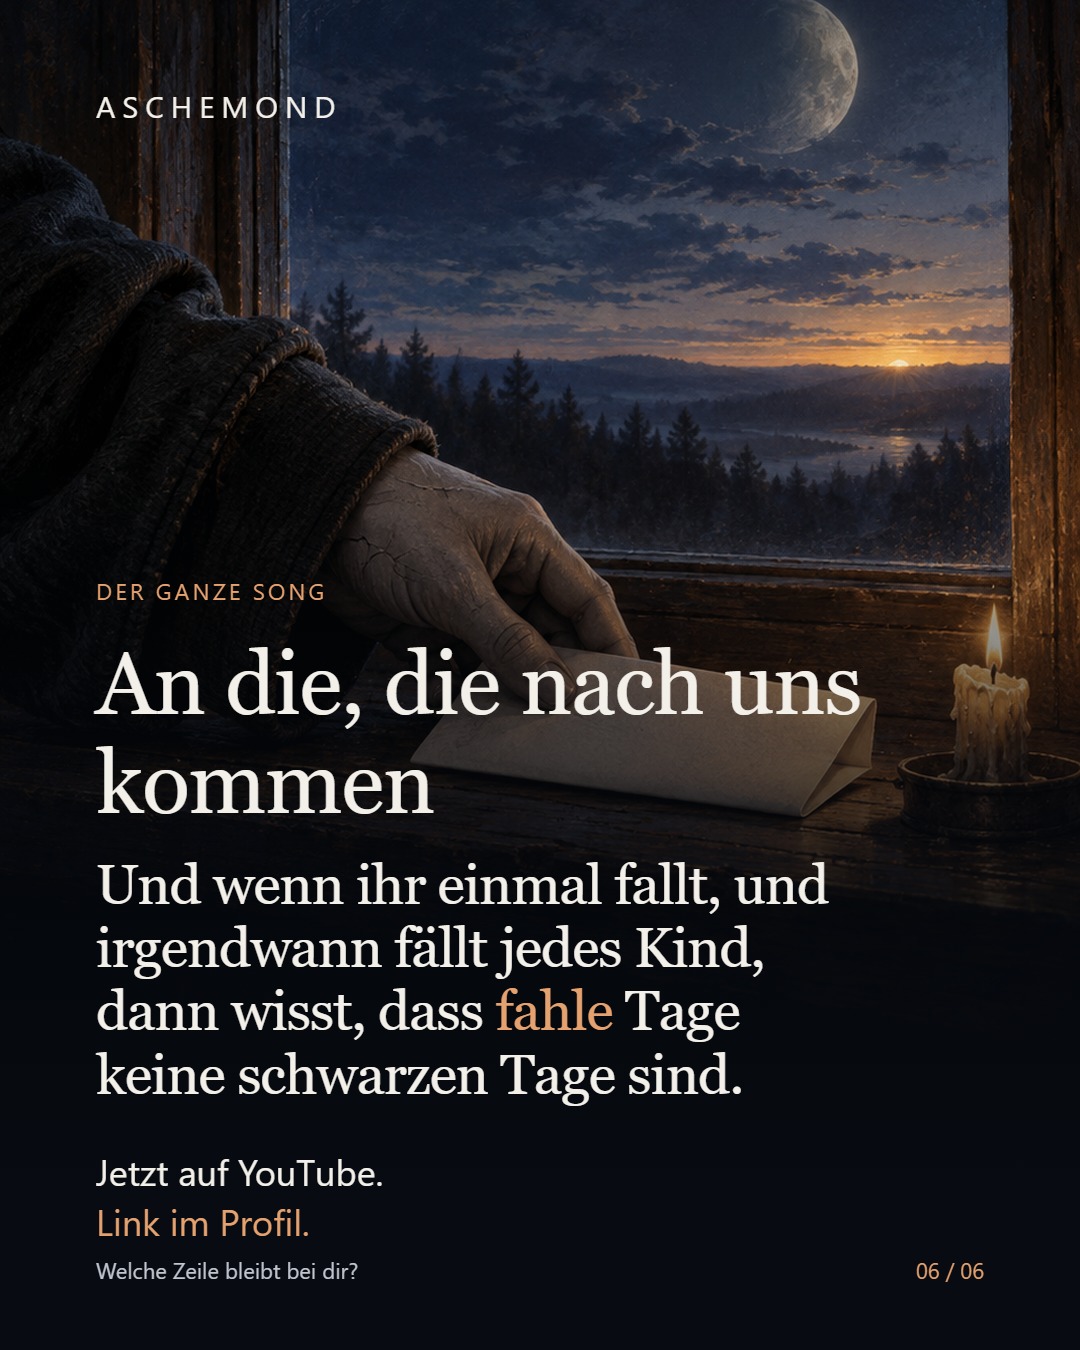 ASCHEMOND
DER GANZE SONG
An die, die nach uns
kommen
Und wenn ihr einmal fallt, und
irgendwann fällt jedes Kind,
dann wisst, dass fahle Tage
keine schwarzen Tage sind.
Jetzt auf YouTube.
Link im Profil.
Welche Zeile bleibt bei dir?
06 / 06